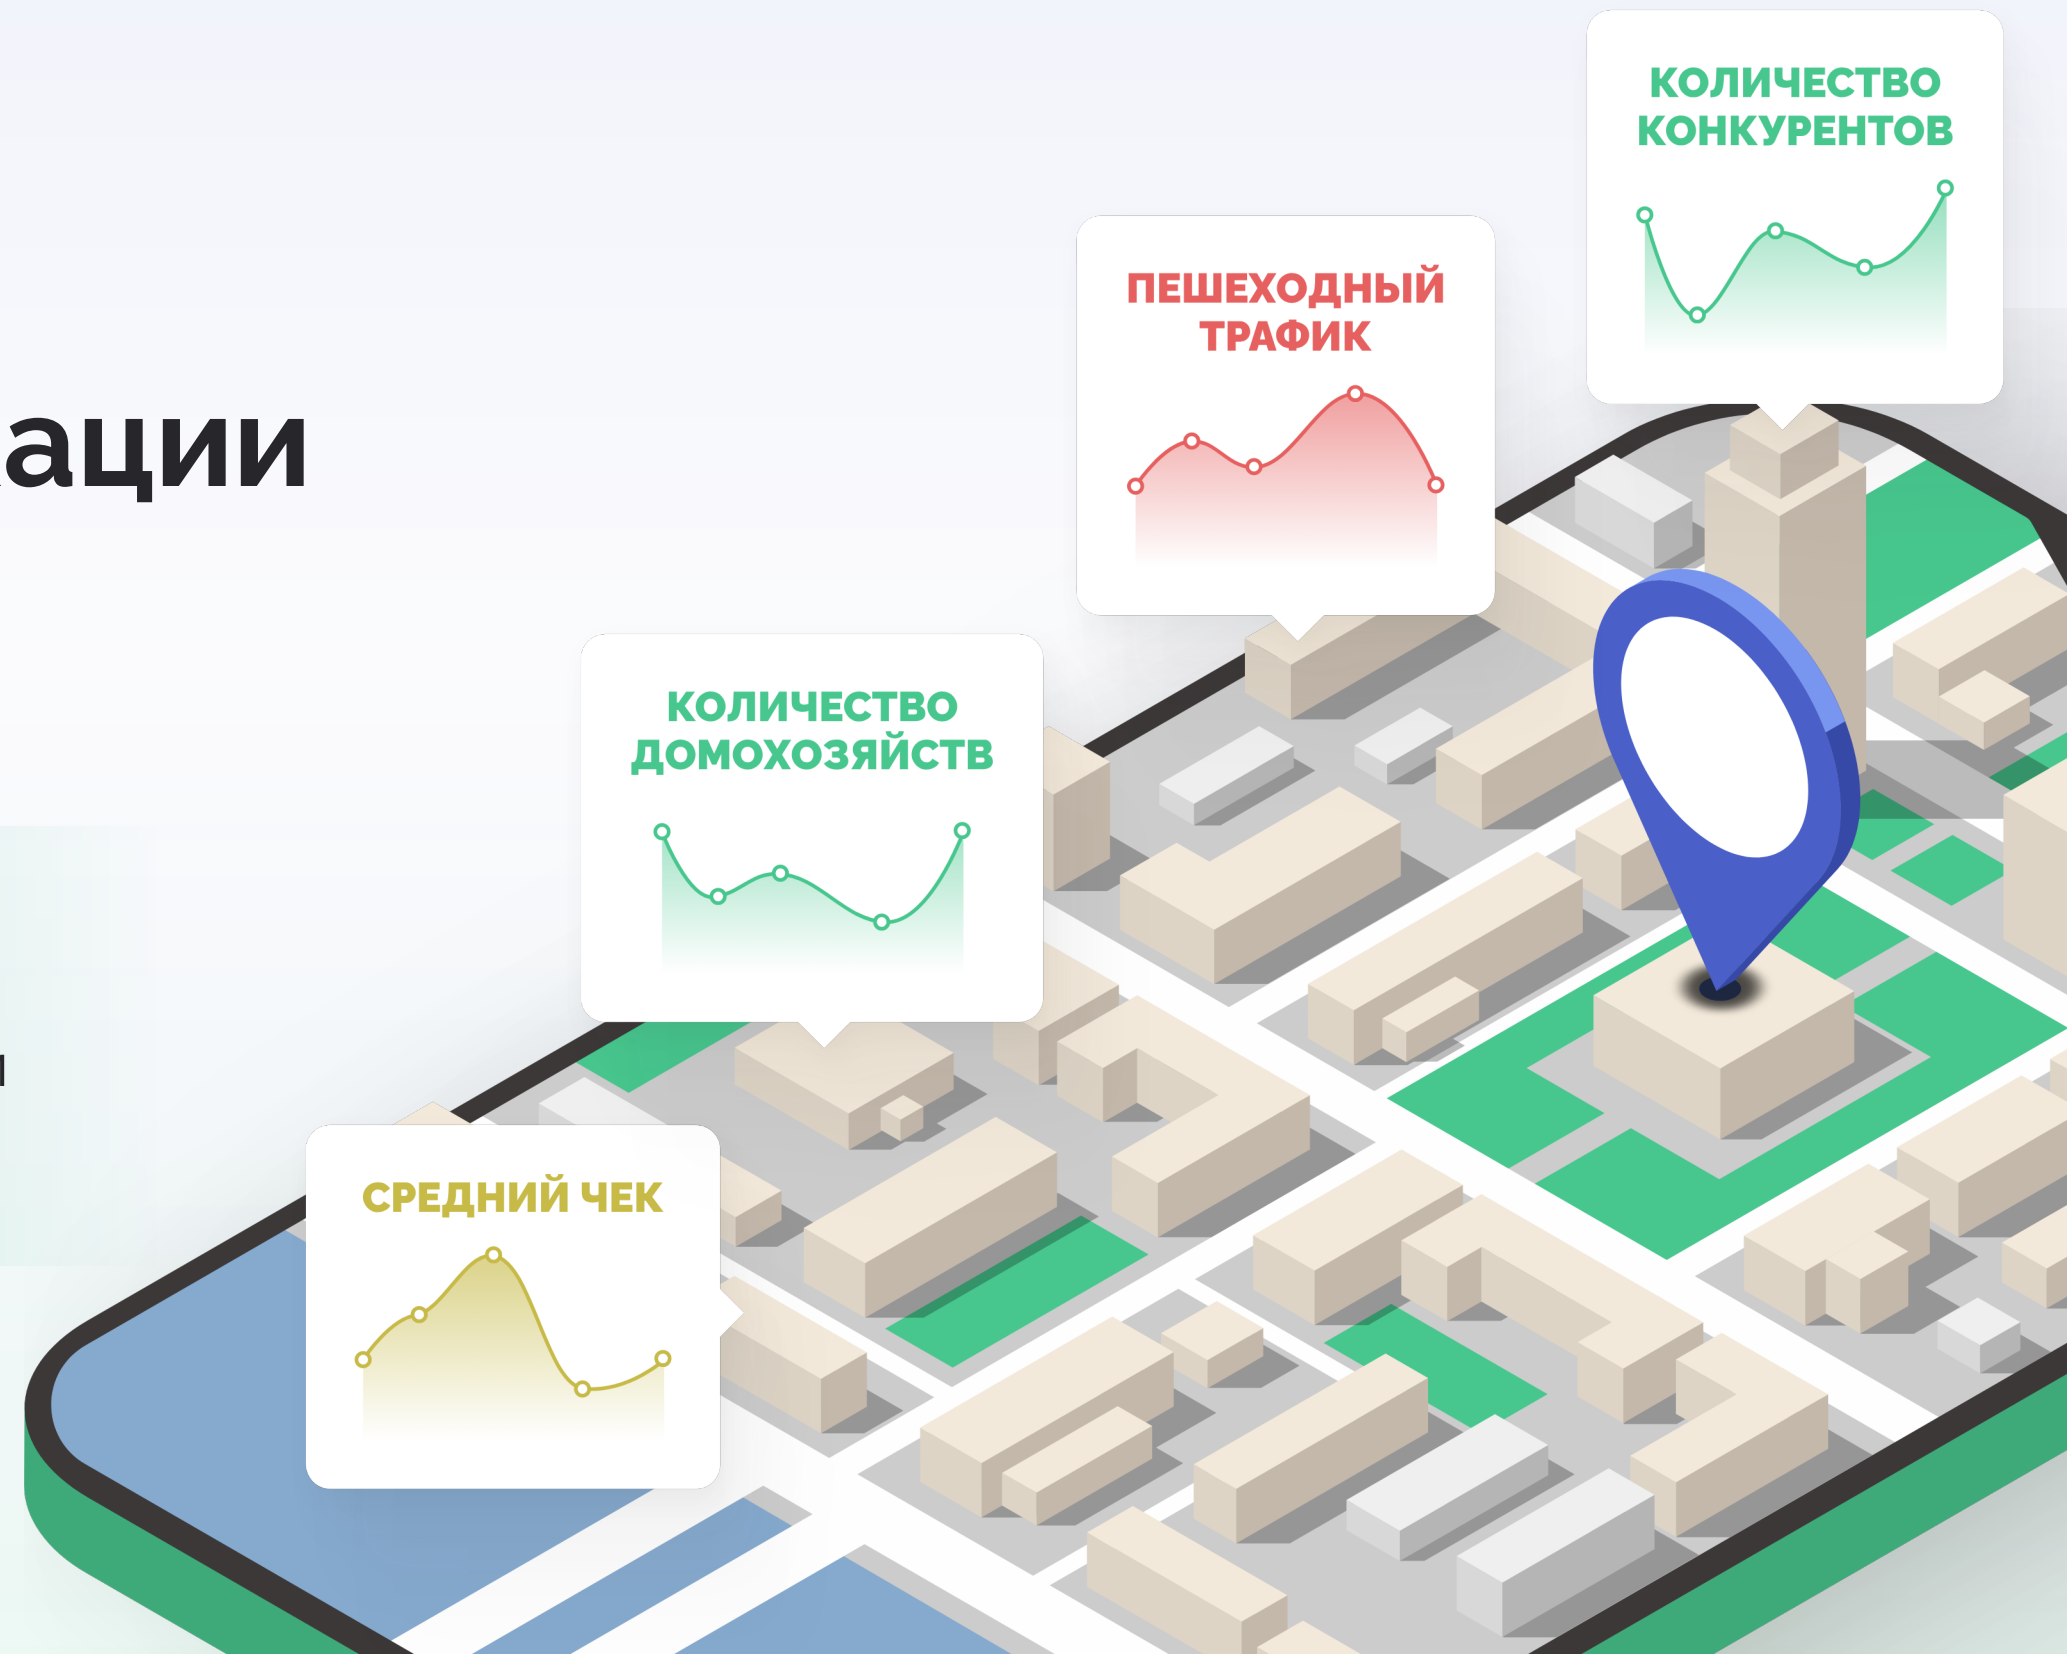 КОЛИЧЕСТВО
КОНКУРЕНТОВ
ПЕШЕХОДНЫЙ
ТРАФИК
ации
КОЛИЧЕСТВО
ДОМОХОЗЯЙСТВ
СРЕДНИЙ ЧЕК